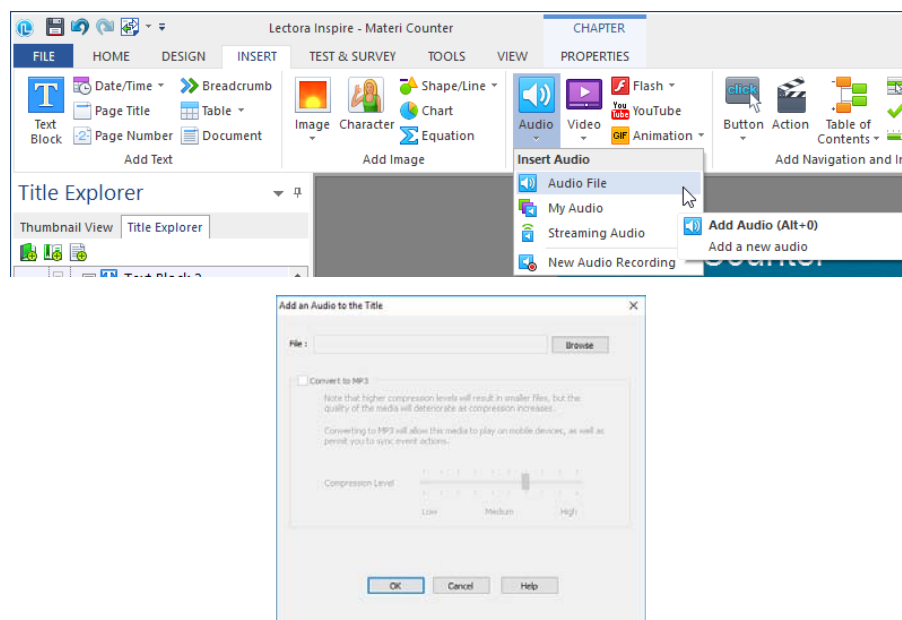 Lectora Inspire - Materi Counter
CHAPTER
FILE HOME DESIGN INSERT TEST & SURVEY TOOLS VIEW PROPERTIES
Date/Time Breadcrumb Shape/Line Flash click
Page Title Table Chart You Tube YouTube
Text Block Page Number Document Image Character Equation Audio Video GIF Animation Button Action Table of Contents
Add Text Add Image Insert Audio Add Navigation and
Title Explorer Audio File
My Audio
Thumbnail View Title Explorer Add Audio (Alt+0)
Streaming Audio
Add a new audio
New Audio Recording Counter
Text Block 2
Add an Audio to the Title
File : Browse
Convert to MP3
Note that higher compression levels will result in smaller files, but the
quality of the media will deteriorate as compression increases.
Converting to MP3 will allow this media to play on mobile devices, as well as
permit you to sync event actions.
Compression Level
Low Medium High
OK Cancel Help